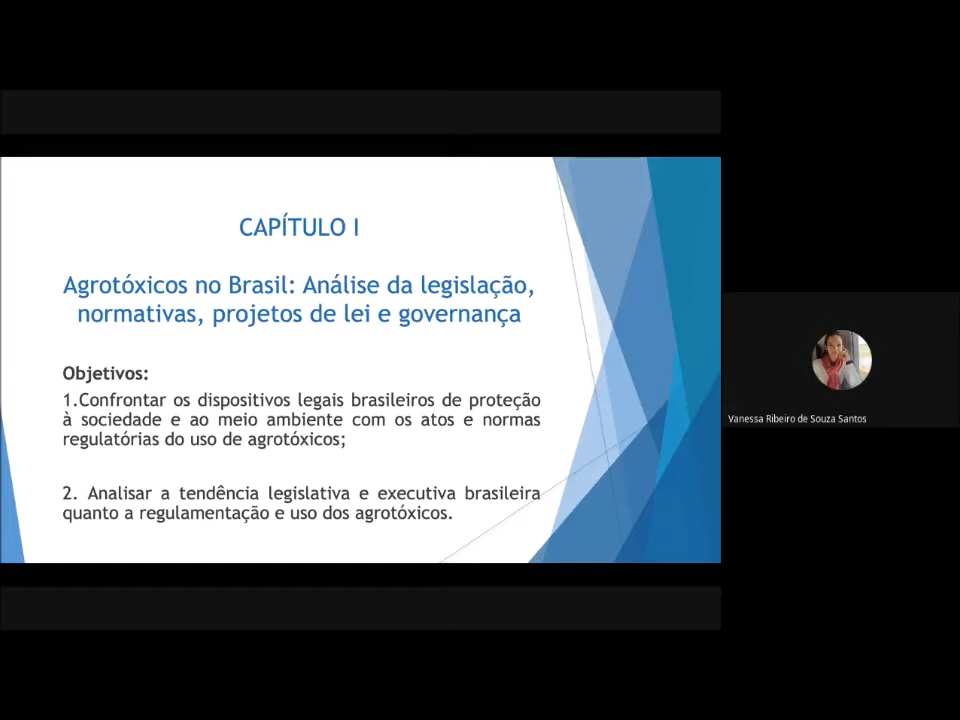 CAPÍTULO I
Agrotóxicos no Brasil: Análise da legislação,
normativas, projetos de lei e governança
Objetivos:
1.Confrontar os dispositivos legais brasileiros de proteção
à sociedade e ao meio ambiente com os atos e normas
regulatórias do uso de agrotóxicos;
2. Analisar a tendência legislativa e executiva brasileira
quanto a regulamentação e uso dos agrotóxicos.
Vanessa Ribeiro de Souza Santos